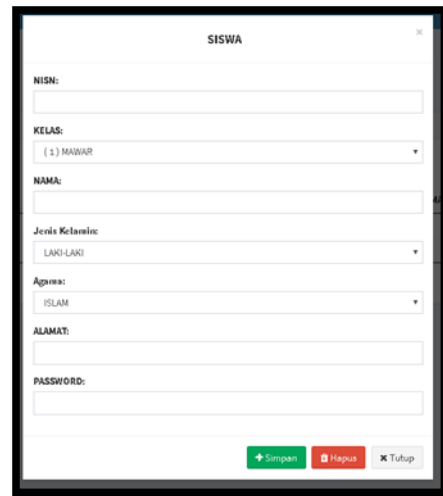 SISWA
×
NISN:
KELAS:
( 1 ) MAWAR
NAMA:
Jenis Kelamin:
LAKI-LAKI
Agama:
ISLAM
ALAMAT:
PASSWORD:
Simpan Hapus Tutup